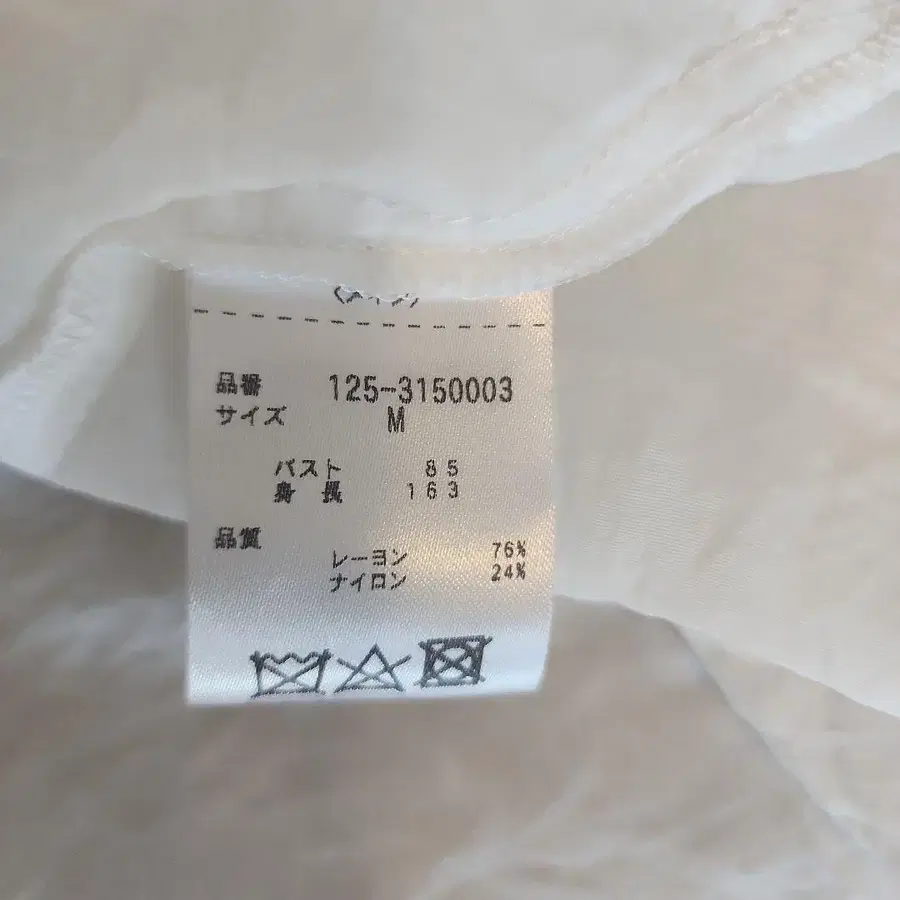 品番 125-3150003
サイズ M
バスト 85
身長 163
品質
レーヨン 76%
ナイロン 24%